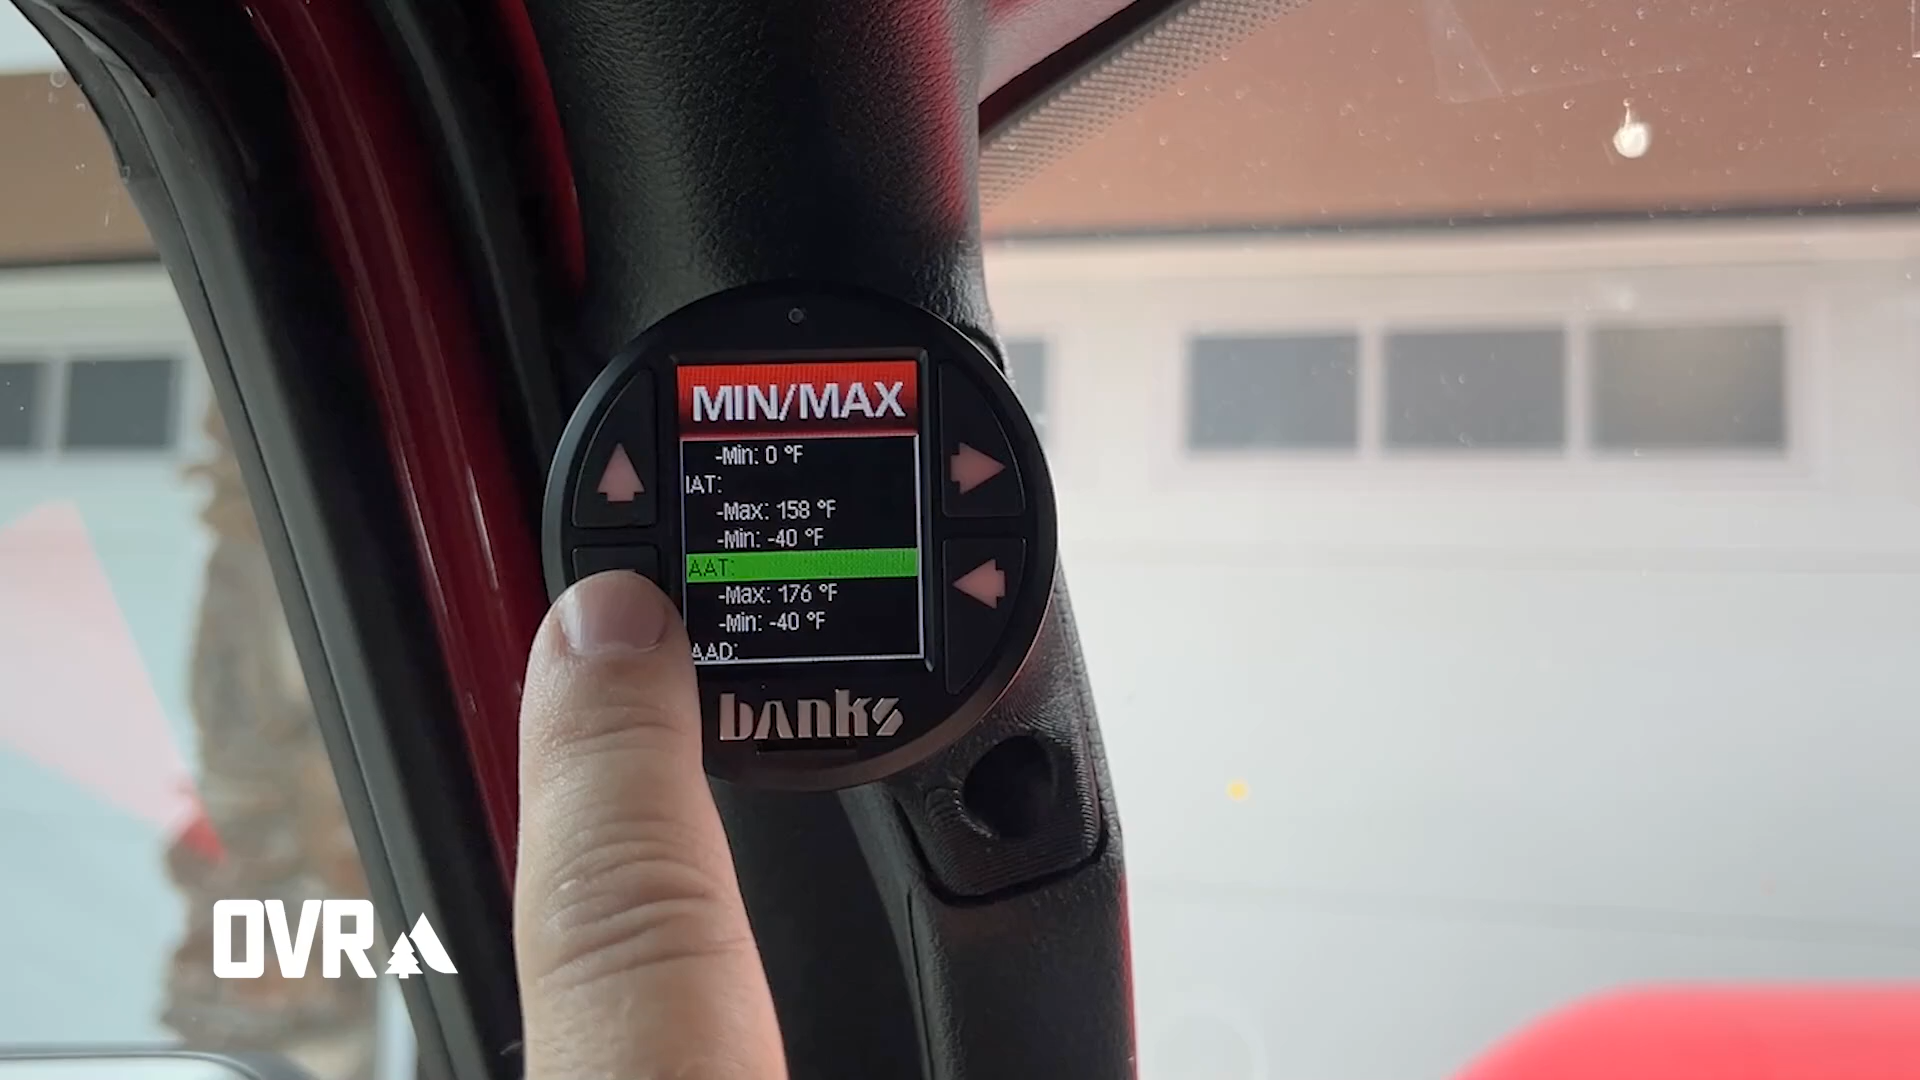 MIN/MAX
-Min: 0 °F
IAT:
-Max: 158 °F
-Min: -40 °F
AAT:
-Max: 176 °F
-Min: -40 °F
AAD:
banks
OVR